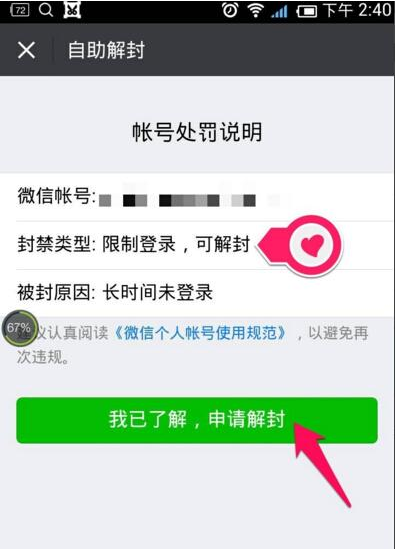 72 下午 2:40
自助解封
帐号处罚说明
微信帐号:
封禁类型: 限制登录，可解封
被封原因: 长时间未登录
67%
建议认真阅读《微信个人帐号使用规范》，以避免再
次违规。
我已了解，申请解封